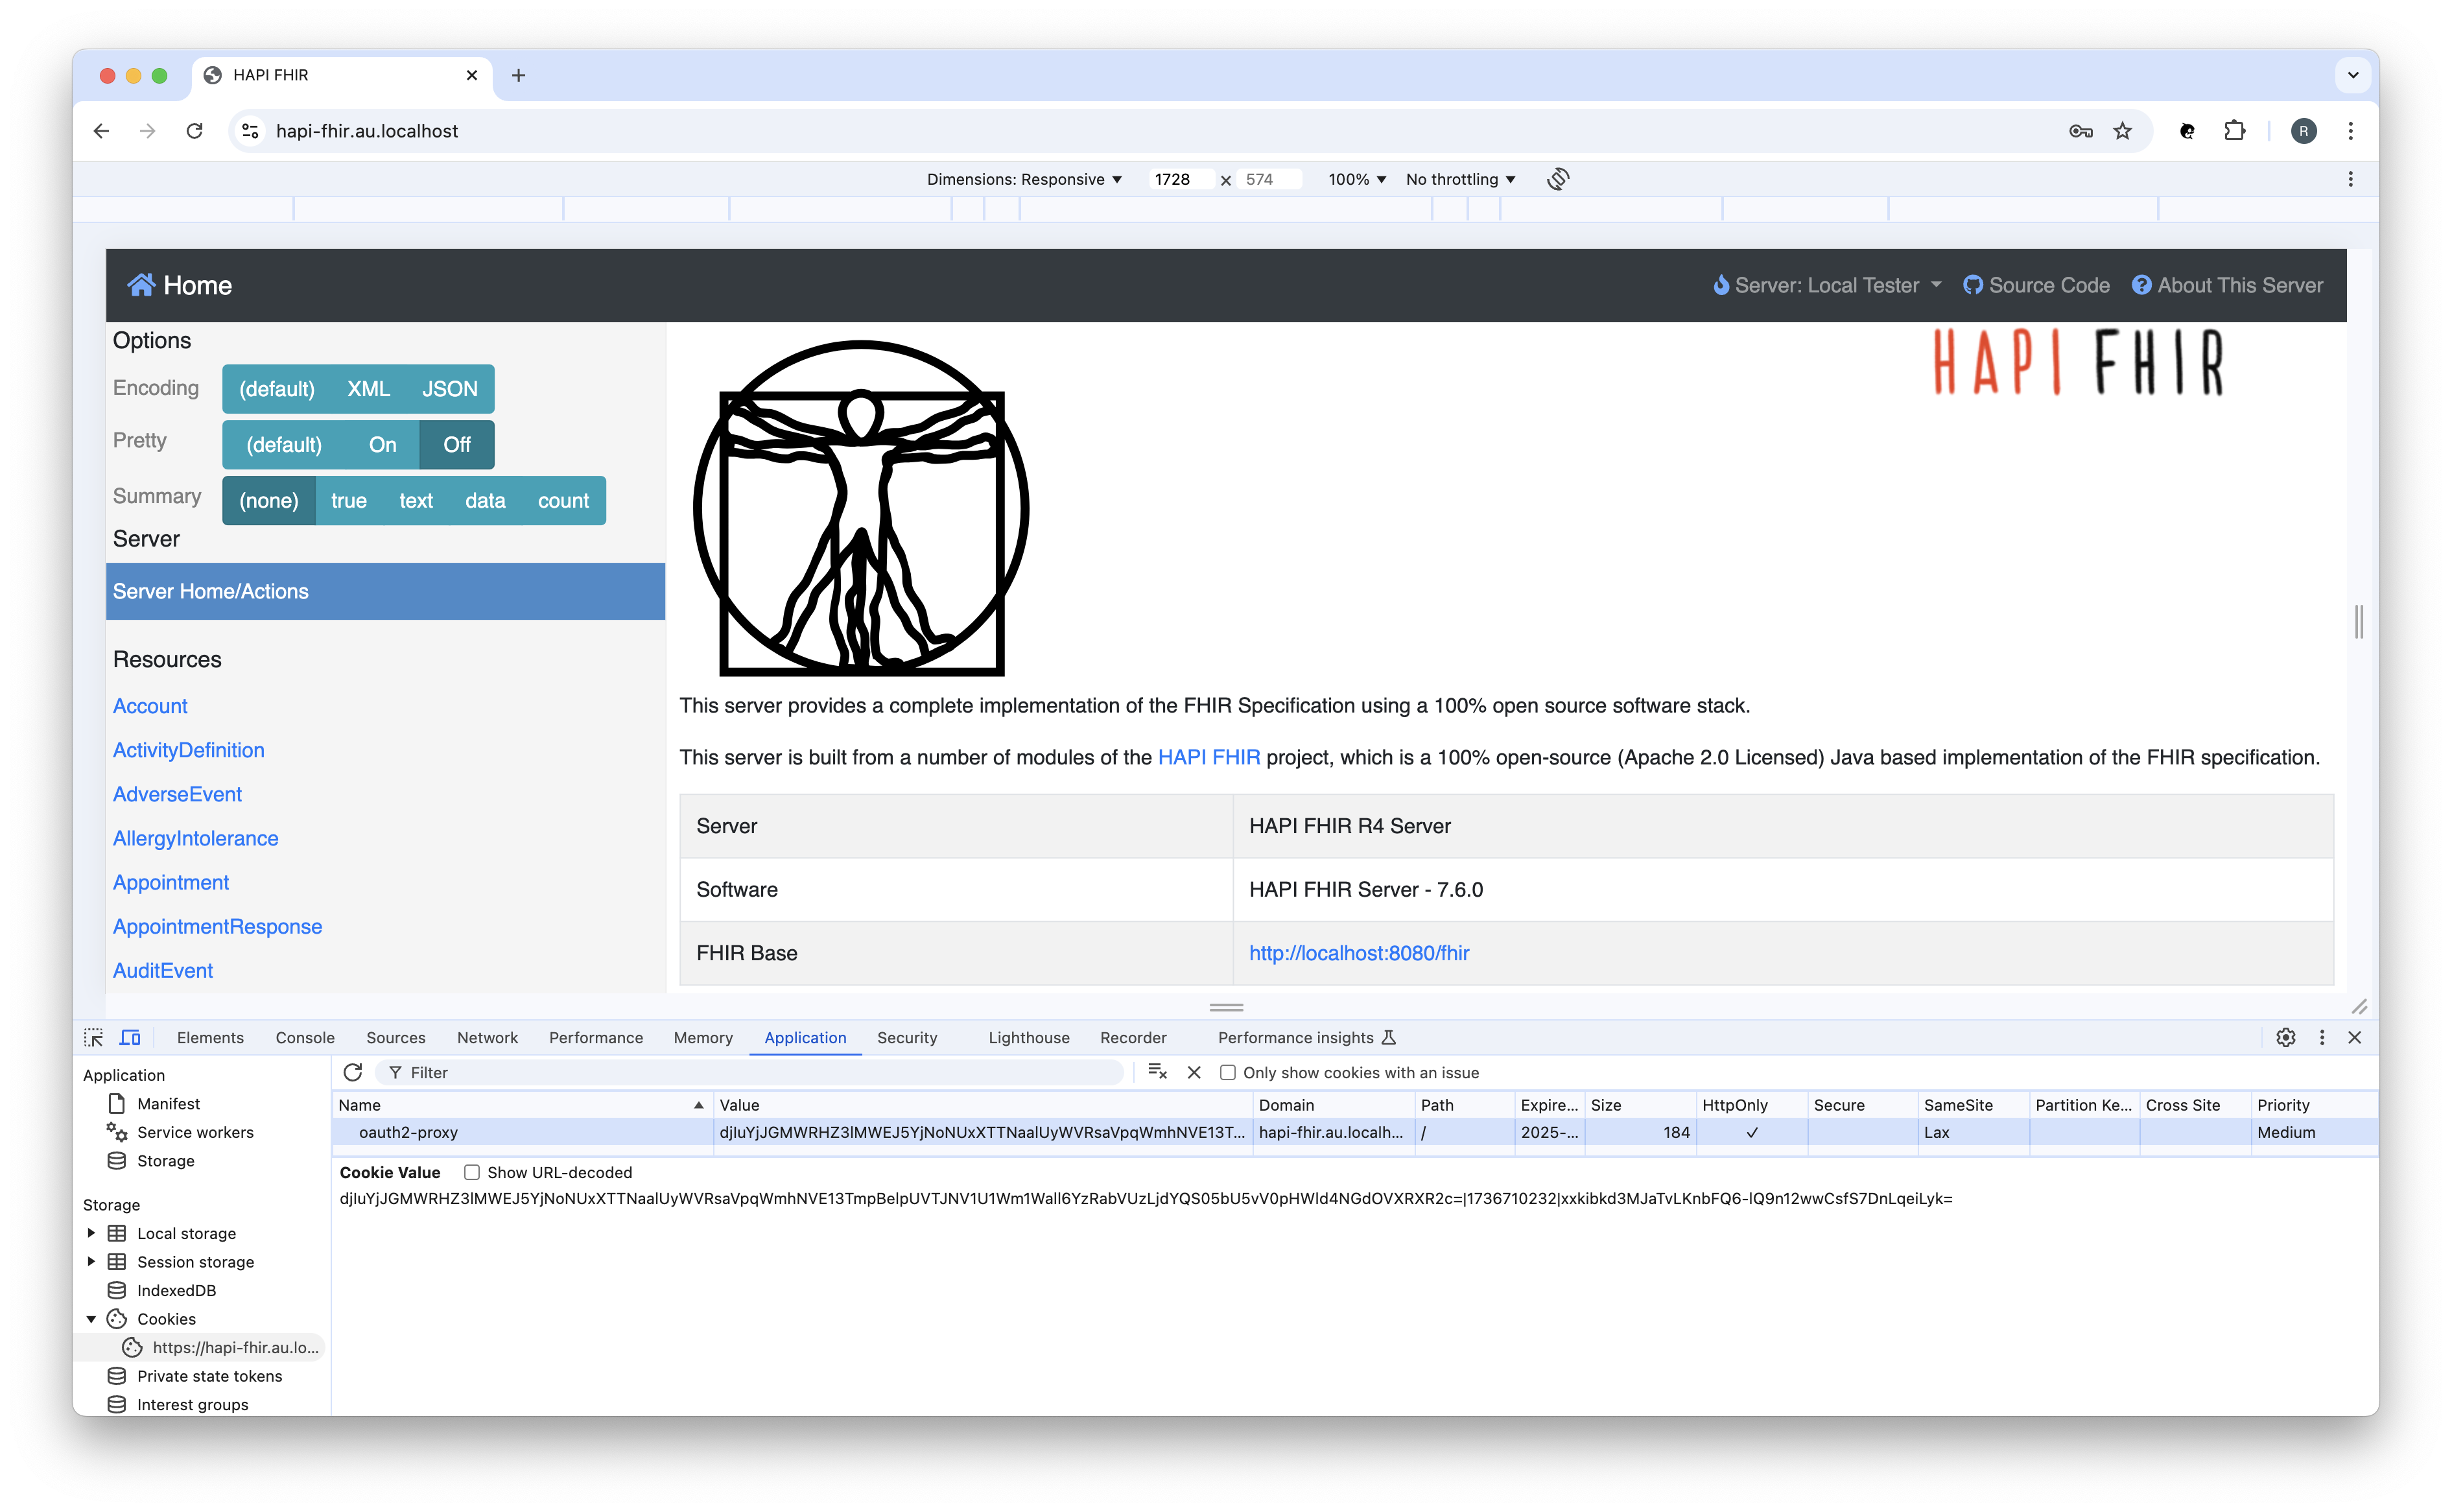 HAPI FHIR
hapi-fhir.au.localhost
R
Dimensions: Responsive 1728 x 574 100% No throttling
Home Server: Local Tester Source Code About This Server
Options
Encoding (default) XML JSON
Pretty (default) On Off
Summary (none) true text data count
Server
Server Home/Actions
Resources
Account
ActivityDefinition
AdverseEvent
AllergyIntolerance
Appointment
AppointmentResponse
AuditEvent
HAPI FHIR
This server provides a complete implementation of the FHIR Specification using a 100% open source software stack.
This server is built from a number of modules of the HAPI FHIR project, which is a 100% open-source (Apache 2.0 Licensed) Java based implementation of the FHIR specification.
Server HAPI FHIR R4 Server
Software HAPI FHIR Server - 7.6.0
FHIR Base http://localhost:8080/fhir
Elements Console Sources Network Performance Memory Application Security Lighthouse Recorder Performance insights
Application
Manifest
Service workers
Storage
Storage
Local storage
Session storage
IndexedDB
Cookies
https://hapi-fhir.au.lo...
Private state tokens
Interest groups
Filter Only show cookies with an issue
Name Value Domain Path Expire... Size HttpOnly Secure SameSite Partition Ke... Cross Site Priority
oauth2-proxy hapi-fhir.au.localh... / 2025-... 184 ✓ Lax Medium
Cookie Value Show URL-decoded